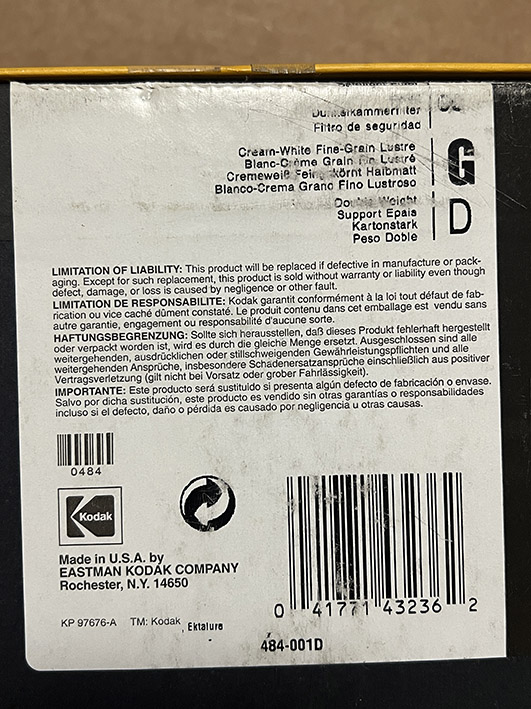 Dunkelkammerfilter
Filtro de seguridad
Cream-White Fine-Grain Lustre
Blanc-Crème Grain Fin Lustré
Cremeweiß Feingekörnt Halbmatt
Blanco-Crema Grano Fino Lustroso
G
Double Weight
Support Epais
Kartonstark
Peso Doble
D
LIMITATION OF LIABILITY: This product will be replaced if defective in manufacture or pack-
aging. Except for such replacement, this product is sold without warranty or liability even though
defect, damage, or loss is caused by negligence or other fault.
LIMITATION DE RESPONSABILITE: Kodak garantit conformément à la loi tout défaut de fab-
rication ou vice caché dûment constaté. Le produit contenu dans cet emballage est vendu sans
autre garantie, engagement ou responsabilité d'aucune sorte.
HAFTUNGSBEGRENZUNG: Sollte sich herausstellen, daß dieses Produkt fehlerhaft hergestellt
oder verpackt worden ist, wird es durch die gleiche Menge ersetzt. Ausgeschlossen sind alle
weitergehenden, ausdrücklichen oder stillschweigenden Gewährleistungspflichten und alle
weitergehenden Ansprüche, insbesondere Schadenersatzansprüche einschließlich aus positiver
Vertragsverletzung (gilt nicht bei Vorsatz oder grober Fahrlässigkeit).
IMPORTANTE: Este producto será sustituido si presenta algún defecto de fabricación o envase.
Salvo por dicha sustitución, este producto es vendido sin otras garantías o responsabilidades
incluso si el defecto, daño o pérdida es causado por negligencia u otras causas.
0484
Kodak
Made in U.S.A. by
EASTMAN KODAK COMPANY
Rochester, N.Y. 14650
KP 97676-A TM: Kodak, Ektalure
0 41771 43236 2
484-001D